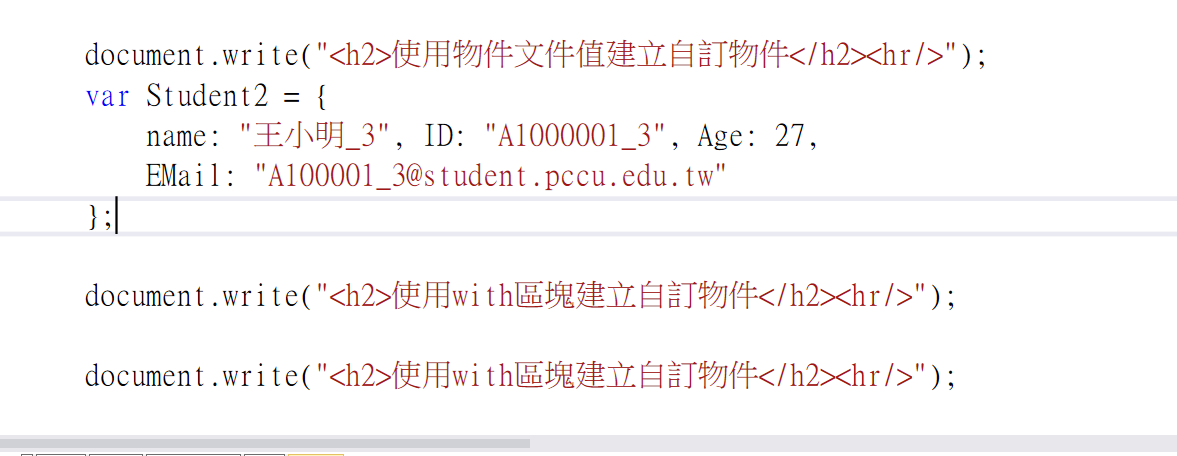 document.write("<h2>使用物件文件值建立自訂物件</h2><hr/>");
var Student2 = {
name: "王小明_3", ID: "A1000001_3", Age: 27,
EMail: "A100001_3@student.pccu.edu.tw"
};
document.write("<h2>使用with區塊建立自訂物件</h2><hr/>");
document.write("<h2>使用with區塊建立自訂物件</h2><hr/>");